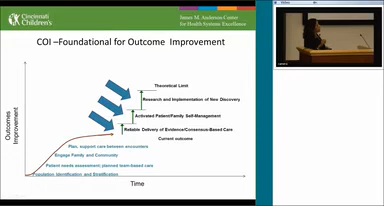 Cincinnati
Children's
James M. Anderson Center
for Health Systems Excellence
COI –Foundational for Outcome Improvement
Theoretical Limit
Research and Implementation of New Discovery
Activated Patient/Family Self-Management
Reliable Delivery of Evidence/Consensus-Based Care
Current outcome
Plan, support care between encounters
Engage Family and Community
Patient needs assessment; planned team-based care
Population Identification and Stratification
Outcomes
Improvement
Time